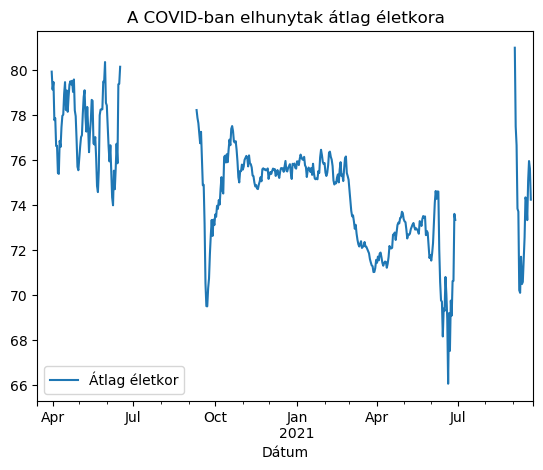 A COVID-ban elhunytak átlag életkora
80
78
76
74
72
70
68
66
Átlag életkor
Apr Jul Oct Jan Apr Jul
2021
Dátum